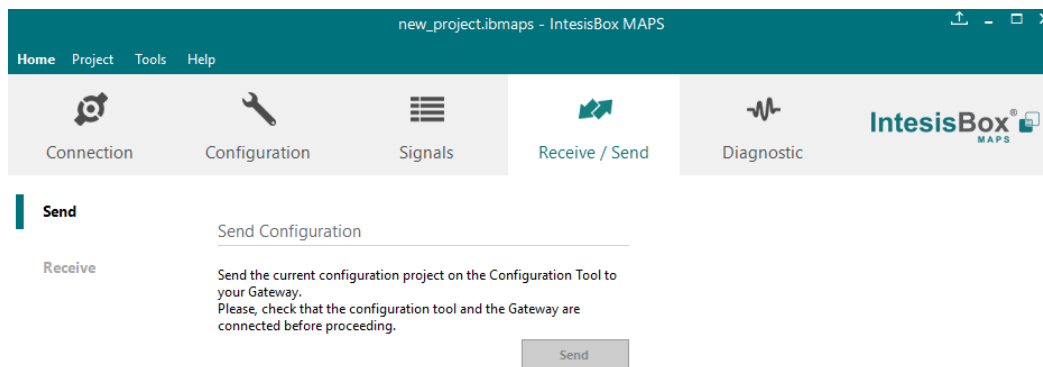 new_project.ibmaps - IntesisBox MAPS
Home Project Tools Help
Connection Configuration Signals Receive / Send Diagnostic
IntesisBox®
MAPS
Send
Send Configuration
Receive
Send the current configuration project on the Configuration Tool to
your Gateway.
Please, check that the configuration tool and the Gateway are
connected before proceeding.
Send